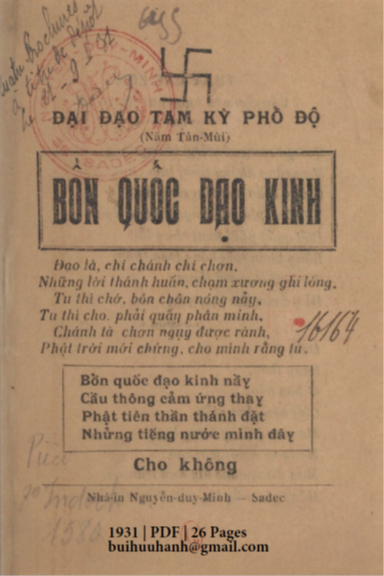 6455
ĐẠI ĐẠO TAM KỲ PHỔ ĐỘ
(Năm Tân-Mùi)
BỔN QUỐC ĐẠO KINH
Đạo là, chí chánh chí chơn,
Những lời thánh huấn, chạm xương ghi lòng,
Tu thì chớ, bôn chôn nóng nảy,
Tu thì cho, phải quấy phân minh,
Chánh tà chơn ngụy được rành,
Phật trời mới chứng, cho mình rằng tu.
16164
Bổn quốc đạo kinh nầy
Cầu thông cảm ứng thay
Phật tiên thần thánh đặt
Những tiếng nước mình đây
Cho không
Nhà-in Nguyễn-duy-Minh — Sadec
1931 | PDF | 26 Pages
buihuuhanh@gmail.com